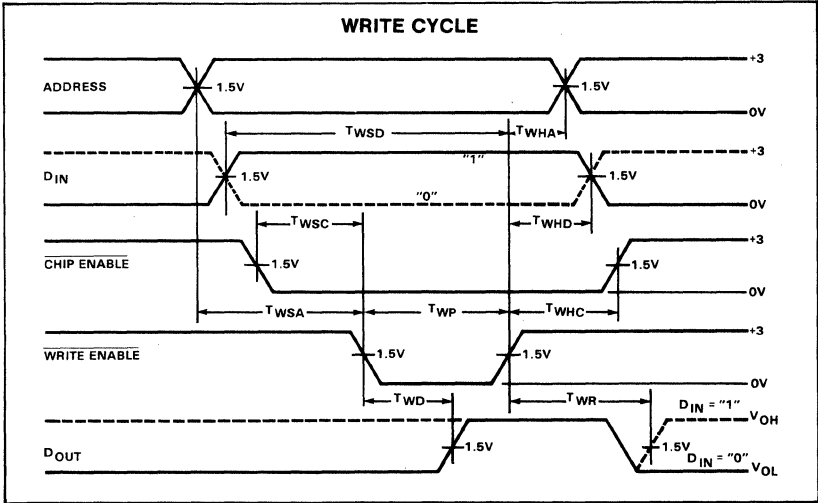 WRITE CYCLE
+3
ADDRESS
1.5V
1.5V
0V
TWSD
TWHA
+3
"1"
DIN
1.5V
1.5V
"0"
0V
TWSC
TWHD
+3
CHIP ENABLE
1.5V
1.5V
0V
TWSA
TWP
TWHC
+3
WRITE ENABLE
1.5V
1.5V
0V
TWD
TWR
DIN = "1"
VOH
DOUT
1.5V
1.5V
DIN = "0"
VOL